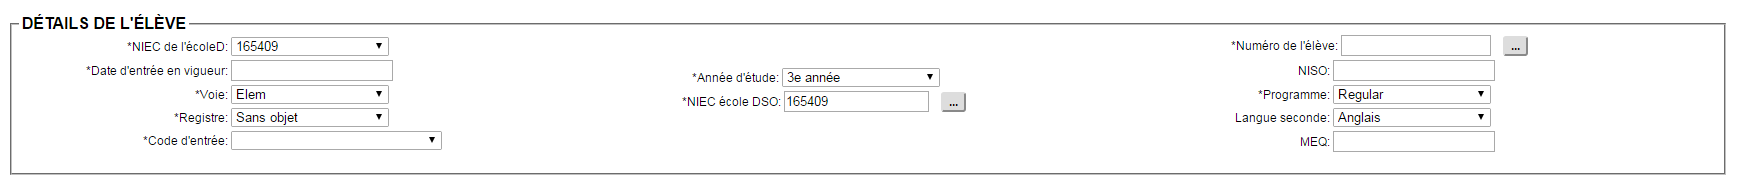 DÉTAILS DE L'ÉLÈVE
*NIEC de l'écoleD: 165409
*Date d'entrée en vigueur:
*Voie: Elem
*Registre: Sans objet
*Code d'entrée:
*Année d'étude: 3e année
*NIEC école DSO: 165409 ...
*Numéro de l'élève: ...
NISO:
*Programme: Regular
Langue seconde: Anglais
MEQ: